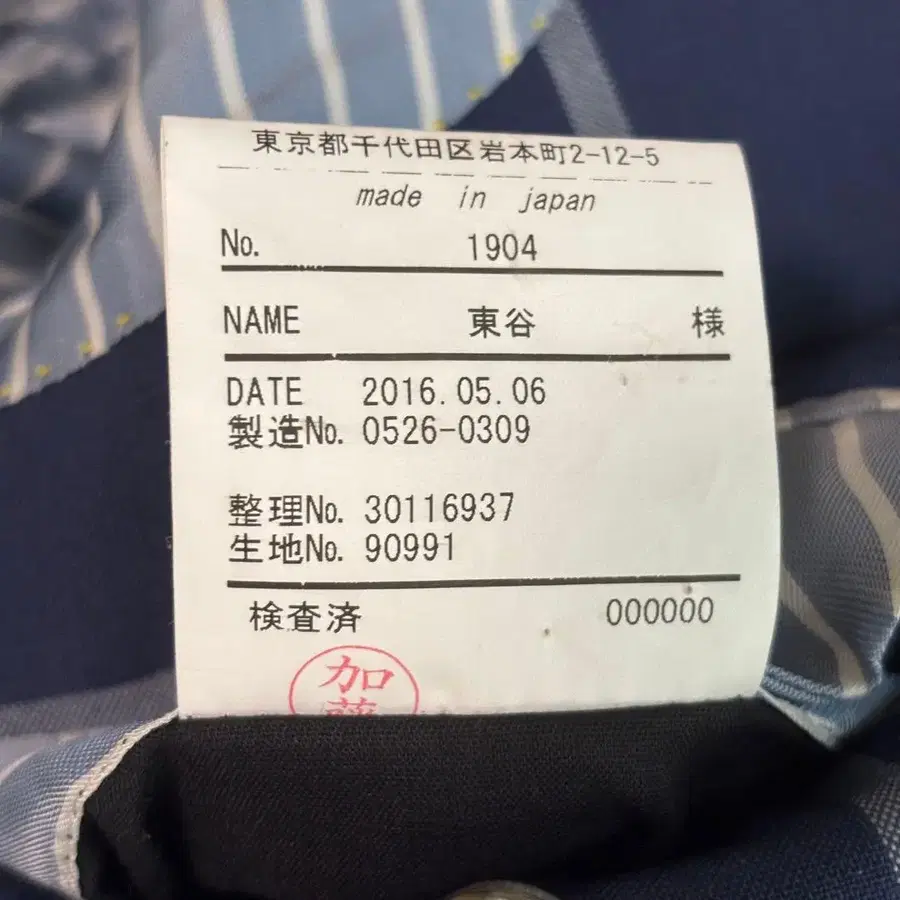 東京都千代田区岩本町2-12-5
made in japan
No. 1904
NAME 東谷 様
DATE 2016.05.06
製造No. 0526-0309
整理No. 30116937
生地No. 90991
検査済 000000
加
藤